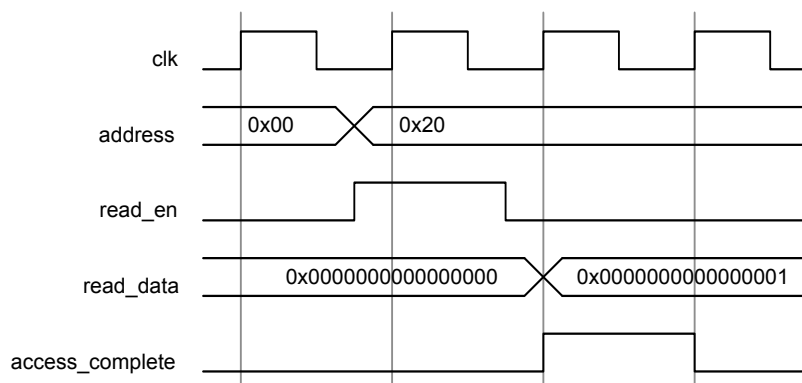 clk
address
0x00
0x20
read_en
read_data
0x0000000000000000
0x0000000000000001
access_complete